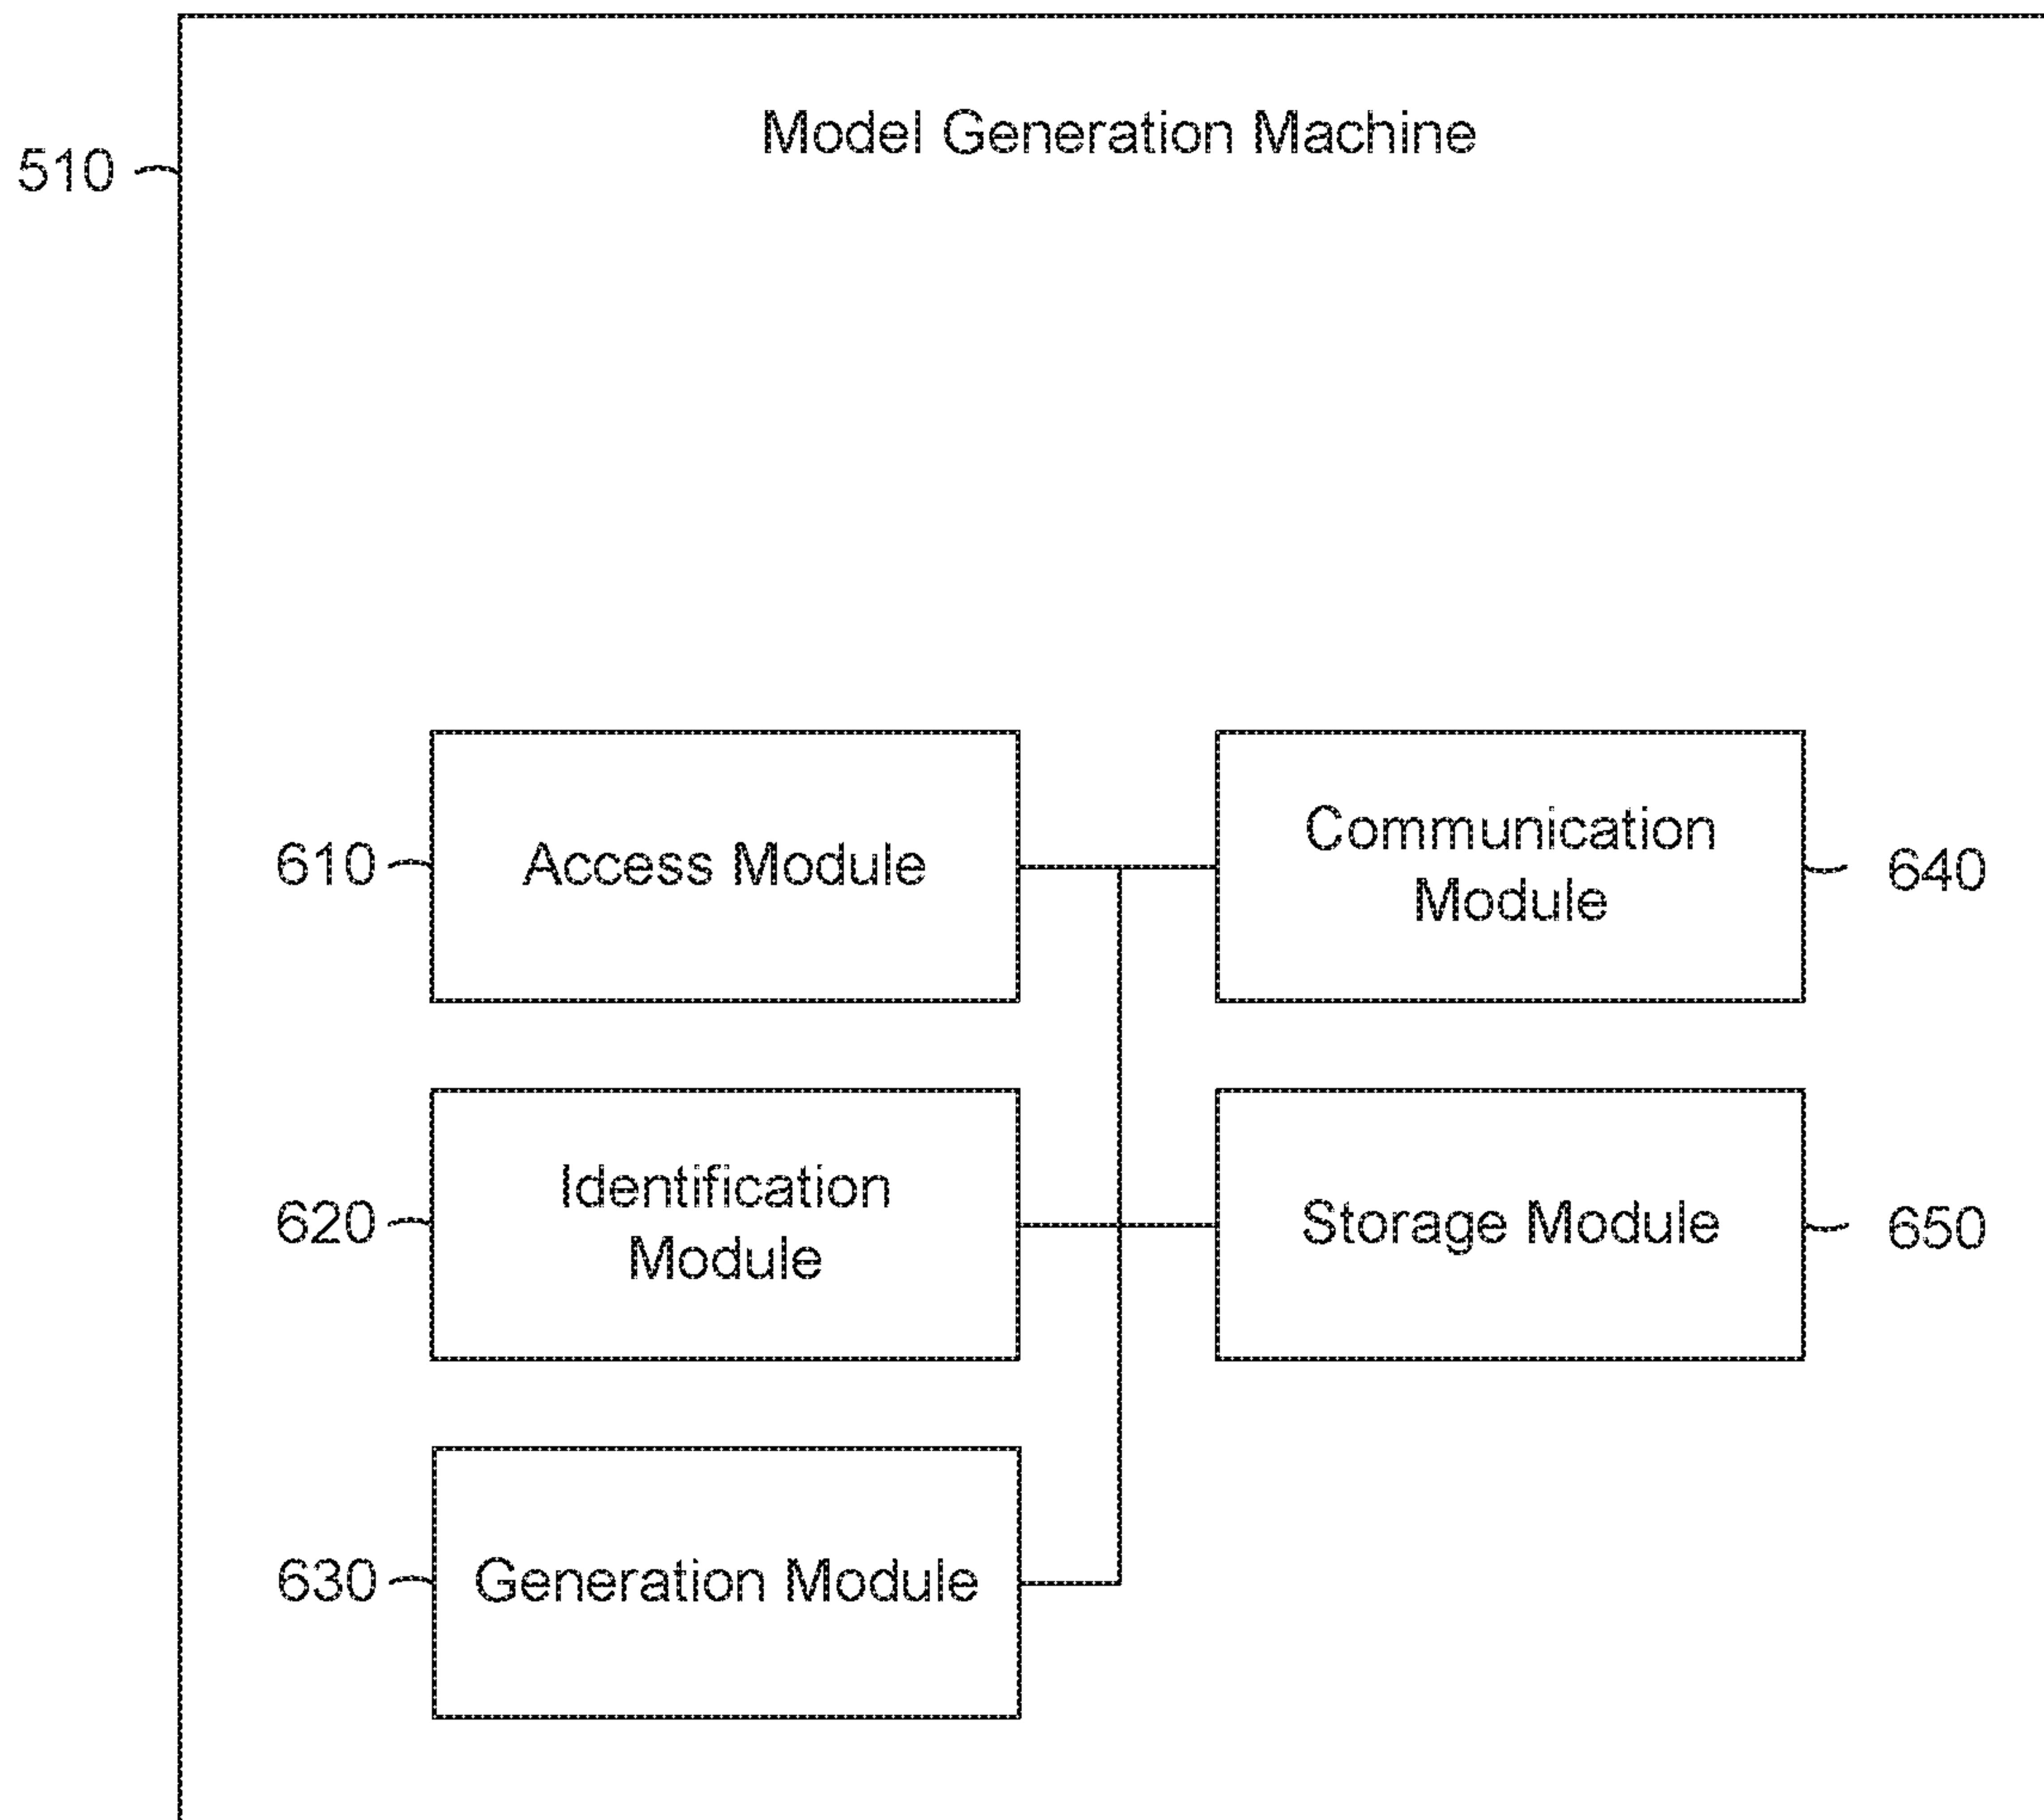 Model Generation Machine
510
610
Access Module
Communication
Module
640
620
Identification
Module
Storage Module
650
630
Generation Module